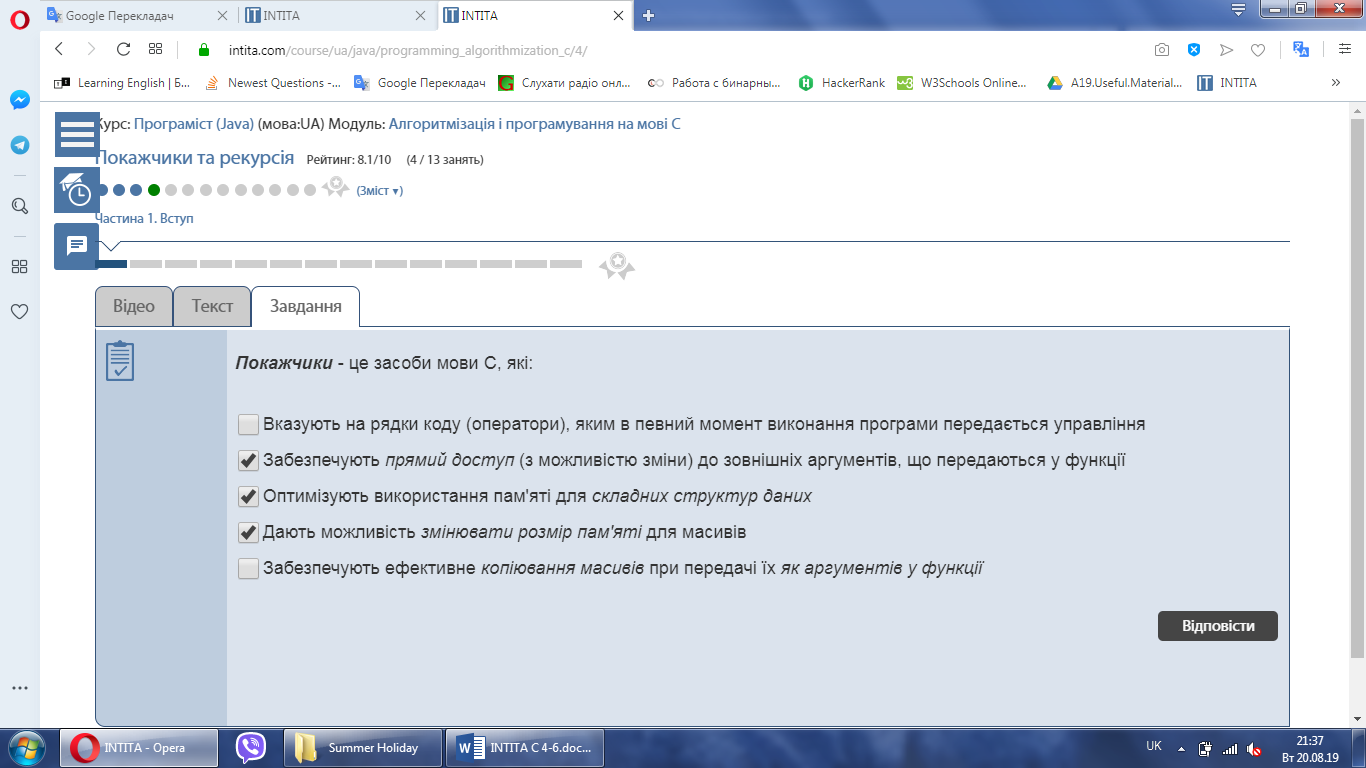 Google Перекладач
INTITA
INTITA
intita.com/course/ua/java/programming_algorithmization_c/4/
Learning English | Б...
Newest Questions -...
Google Перекладач
Слухати радіо онл...
Работа с бинарны...
HackerRank
W3Schools Online...
A19.Useful.Material...
INTITA
Курс: Програміст (Java) (мова:UA) Модуль: Алгоритмізація і програмування на мові С
Покажчики та рекурсія Рейтинг: 8.1/10 (4 / 13 занять)
(Зміст ▼)
Частина 1. Вступ
Відео
Текст
Завдання
Покажчики - це засоби мови С, які:
Вказують на рядки коду (оператори), яким в певний момент виконання програми передається управління
Забезпечують прямий доступ (з можливістю зміни) до зовнішніх аргументів, що передаються у функції
Оптимізують використання пам'яті для складних структур даних
Дають можливість змінювати розмір пам'яті для масивів
Забезпечують ефективне копіювання масивів при передачі їх як аргументів у функції
Відповісти
INTITA - Opera
Summer Holiday
INTITA C 4-6.doc...
UK
21:37
Вт 20.08.19